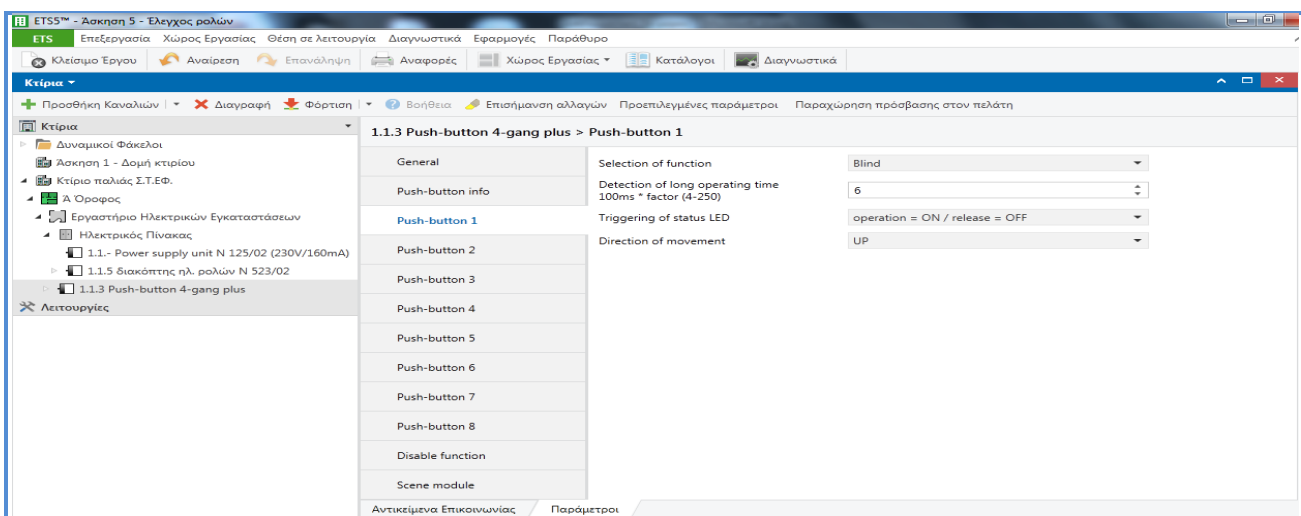 ETS5™ - Άσκηση 5 - Έλεγχος ρολών
ETS Επεξεργασία Χώρος Εργασίας Θέση σε λειτουργία Διαγνωστικά Εφαρμογές Παράθυρο
Κλείσιμο Έργου Αναίρεση Επανάληψη Αναφορές Χώρος Εργασίας Κατάλογοι Διαγνωστικά
Κτίρια
Προσθήκη Καναλιών Διαγραφή Φόρτιση Βοήθεια Επισήμανση αλλαγών Προεπιλεγμένες παράμετροι Παραχώρηση πρόσβασης στον πελάτη
Κτίρια
Δυναμικοί Φάκελοι
Άσκηση 1 - Δομή κτιρίου
Κτίριο παλιάς Σ.Τ.ΕΦ.
Ά Όροφος
Εργαστήριο Ηλεκτρικών Εγκαταστάσεων
Ηλεκτρικός Πίνακας
1.1.- Power supply unit N 125/02 (230V/160mA)
1.1.5 διακόπτης ηλ. ρολών N 523/02
1.1.3 Push-button 4-gang plus
Λειτουργίες
1.1.3 Push-button 4-gang plus > Push-button 1
General
Push-button info
Push-button 1
Push-button 2
Push-button 3
Push-button 4
Push-button 5
Push-button 6
Push-button 7
Push-button 8
Disable function
Scene module
Selection of function Blind
Detection of long operating time
100ms * factor (4-250) 6
Triggering of status LED operation = ON / release = OFF
Direction of movement UP
Αντικείμενα Επικοινωνίας Παράμετροι